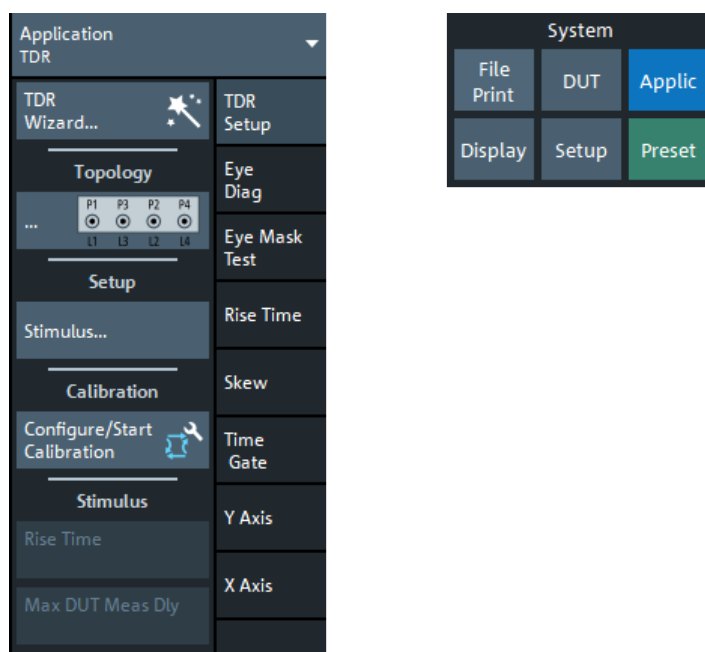 Application
TDR
TDR
Wizard...
Topology
...
P1 P3 P2 P4
L1 L3 L2 L4
Setup
Stimulus...
Calibration
Configure/Start
Calibration
Stimulus
Rise Time
Max DUT Meas Dly
TDR
Setup
Eye
Diag
Eye Mask
Test
Rise Time
Skew
Time
Gate
Y Axis
X Axis
System
File
Print
DUT
Applic
Display
Setup
Preset